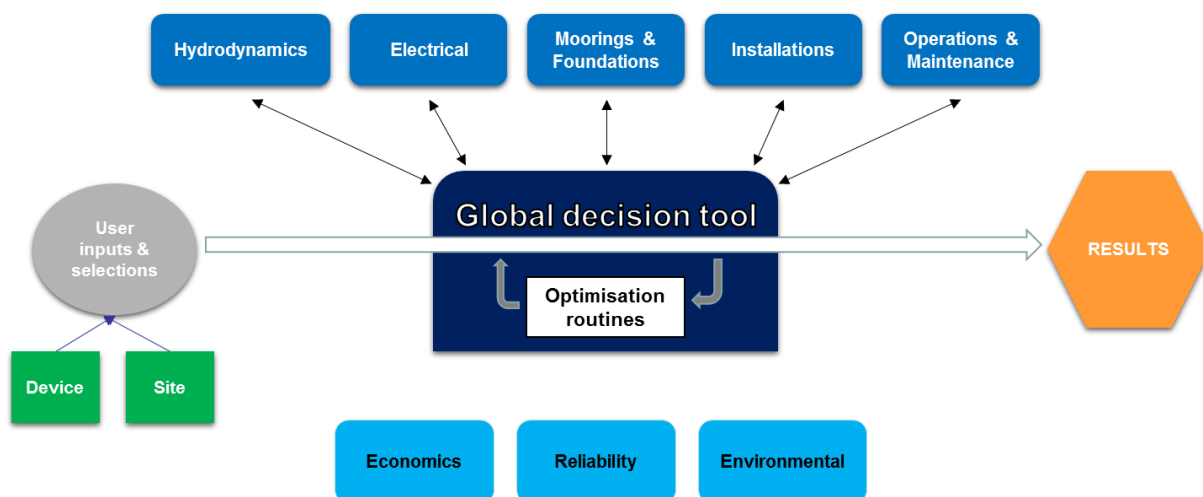 Hydrodynamics
Electrical
Moorings &
Foundations
Installations
Operations &
Maintenance
Global decision tool
User
inputs &
selections
RESULTS
Optimisation
routines
Device
Site
Economics
Reliability
Environmental